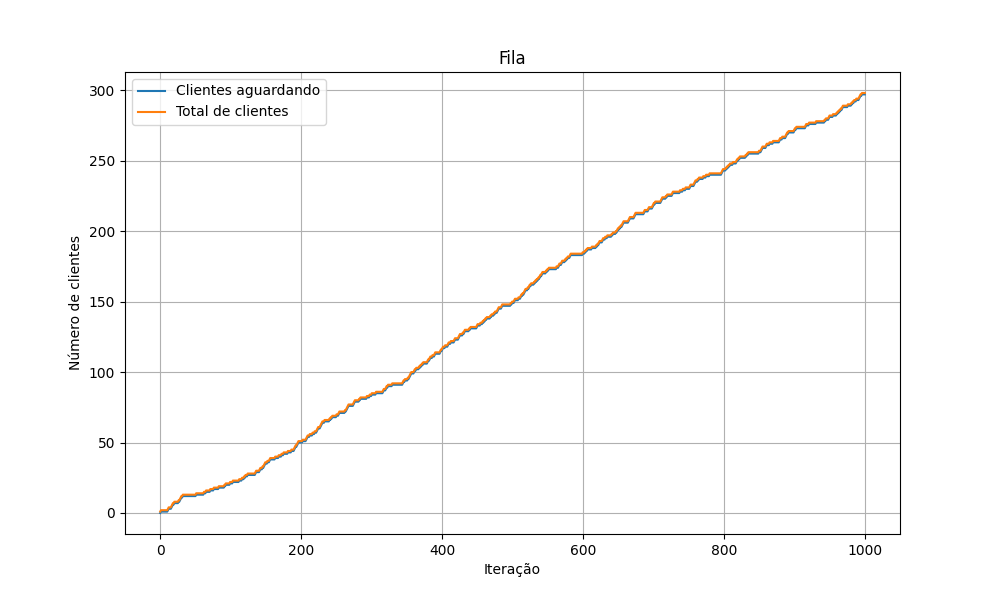 Fila
Clientes aguardando
Total de clientes
300
250
200
150
100
50
0
Número de clientes
0 200 400 600 800 1000
Iteração